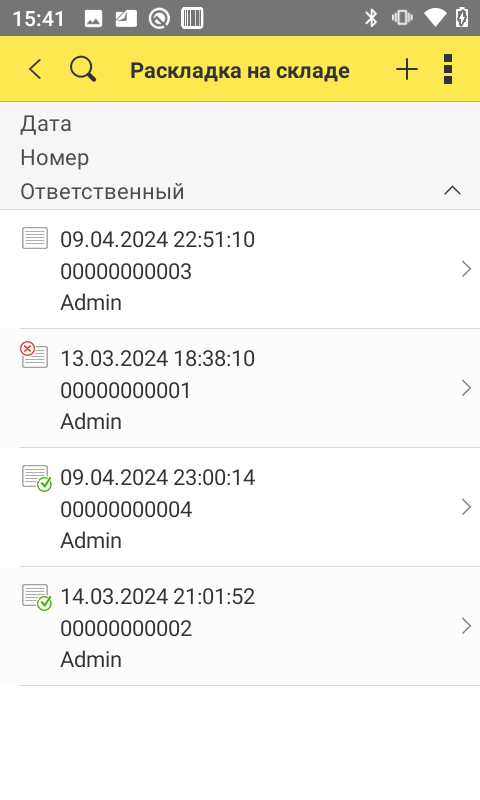 15:41
Раскладка на складе
Дата
Номер
Ответственный
09.04.2024 22:51:10
00000000003
Admin
13.03.2024 18:38:10
00000000001
Admin
09.04.2024 23:00:14
00000000004
Admin
14.03.2024 21:01:52
00000000002
Admin